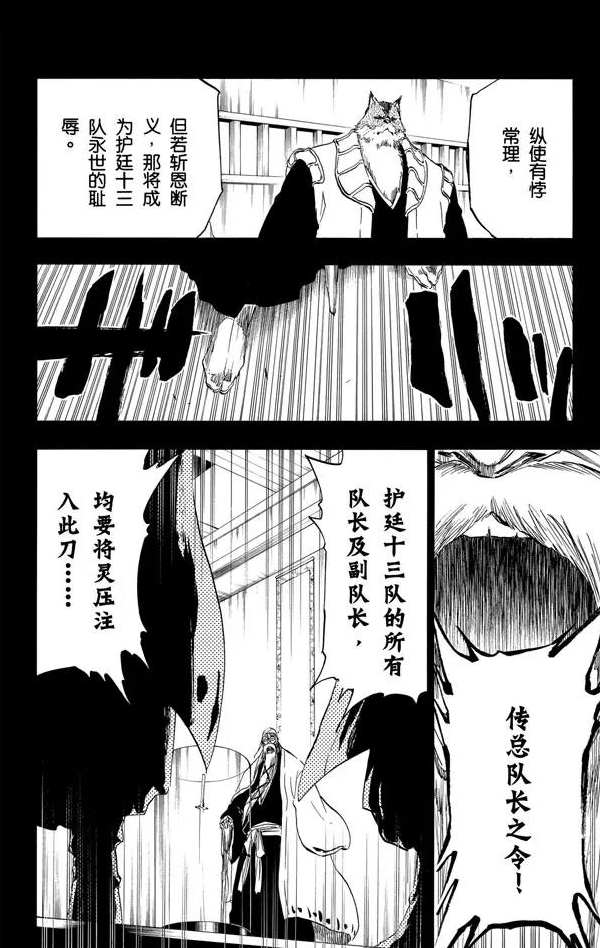 纵使有悖
常理，
但若斩恩断
义，那将成
为护廷十三
队永世的耻
辱。
传总队长之令！
护廷十三队的所有
队长及副队长，
均要将灵压注
入此刀……